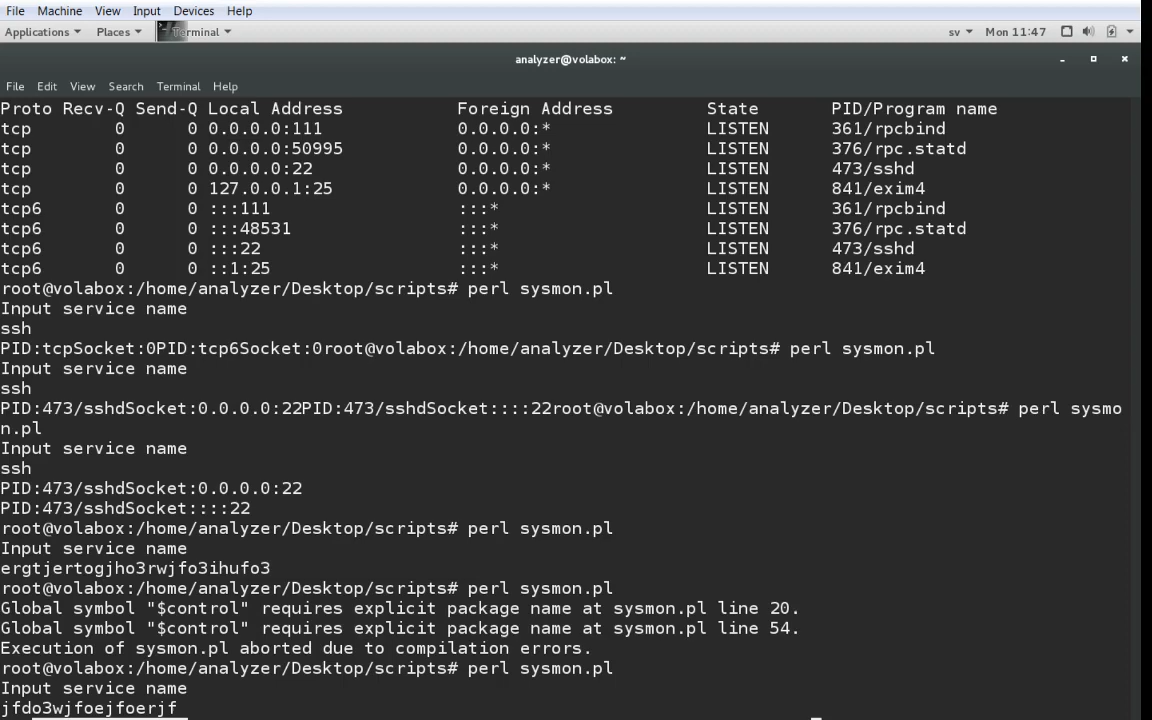 File Machine View Input Devices Help
Applications Places Terminal sv Mon 11:47
analyzer@volabox: ~
File Edit View Search Terminal Help
Proto Recv-Q Send-Q Local Address Foreign Address State PID/Program name
tcp 0 0 0.0.0.0:111 0.0.0.0:* LISTEN 361/rpcbind
tcp 0 0 0.0.0.0:50995 0.0.0.0:* LISTEN 376/rpc.statd
tcp 0 0 0.0.0.0:22 0.0.0.0:* LISTEN 473/sshd
tcp 0 0 127.0.0.1:25 0.0.0.0:* LISTEN 841/exim4
tcp6 0 0 :::111 :::* LISTEN 361/rpcbind
tcp6 0 0 :::48531 :::* LISTEN 376/rpc.statd
tcp6 0 0 :::22 :::* LISTEN 473/sshd
tcp6 0 0 ::1:25 :::* LISTEN 841/exim4
root@volabox:/home/analyzer/Desktop/scripts# perl sysmon.pl
Input service name
ssh
PID:tcpSocket:0PID:tcp6Socket:0root@volabox:/home/analyzer/Desktop/scripts# perl sysmon.pl
Input service name
ssh
PID:473/sshdSocket:0.0.0.0:22PID:473/sshdSocket::::22root@volabox:/home/analyzer/Desktop/scripts# perl sysmo
n.pl
Input service name
ssh
PID:473/sshdSocket:0.0.0.0:22
PID:473/sshdSocket::::22
root@volabox:/home/analyzer/Desktop/scripts# perl sysmon.pl
Input service name
ergtjertogjho3rwjfo3ihufo3
root@volabox:/home/analyzer/Desktop/scripts# perl sysmon.pl
Global symbol "$control" requires explicit package name at sysmon.pl line 20.
Global symbol "$control" requires explicit package name at sysmon.pl line 54.
Execution of sysmon.pl aborted due to compilation errors.
root@volabox:/home/analyzer/Desktop/scripts# perl sysmon.pl
Input service name
jfdo3wjfoejfoerjf